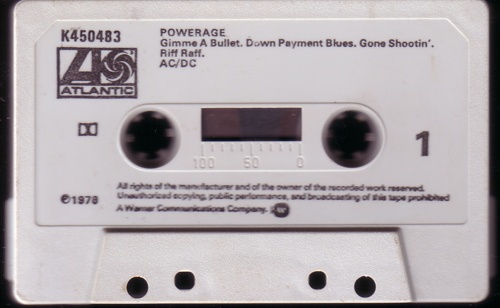 K450483
POWERAGE
Gimme A Bullet. Down Payment Blues. Gone Shootin'.
Riff Raff.
AC/DC
ATLANTIC
1
100 50 0
All rights of the manufacturer and of the owner of the recorded work reserved.
Unauthorized copying, public performance, and broadcasting of this tape prohibited
℗1978
A Warner Communications Company.